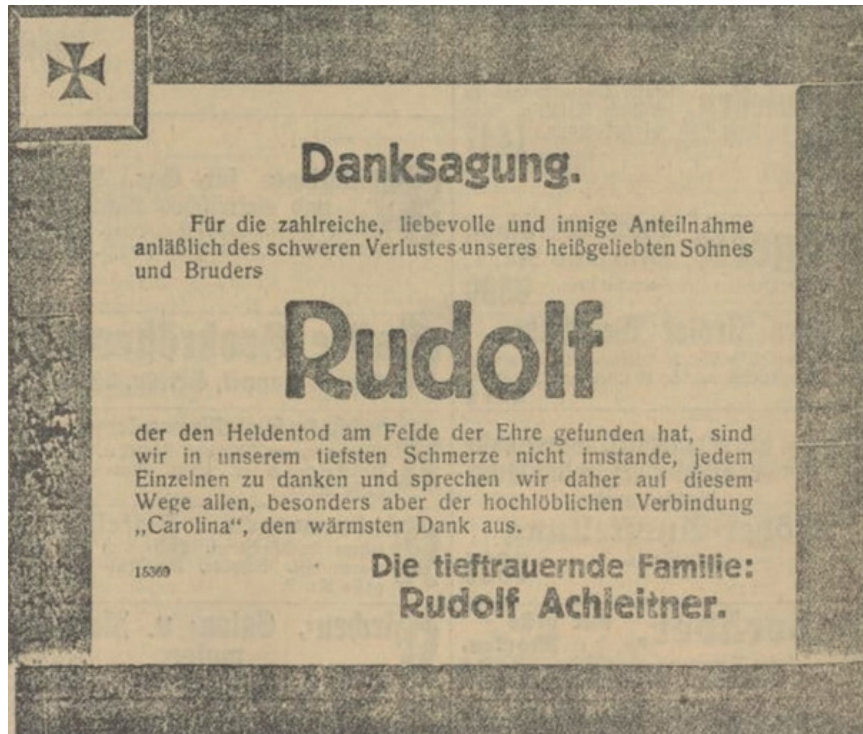 Danksagung.
Für die zahlreiche, liebevolle und innige Anteilnahme
anläßlich des schweren Verlustes unseres heißgeliebten Sohnes
und Bruders
Rudolf
der den Heldentod am Felde der Ehre gefunden hat, sind
wir in unserem tiefsten Schmerze nicht imstande, jedem
Einzelnen zu danken und sprechen wir daher auf diesem
Wege allen, besonders aber der hochlöblichen Verbindung
„Carolina“, den wärmsten Dank aus.
15369
Die tieftrauernde Familie:
Rudolf Achleitner.